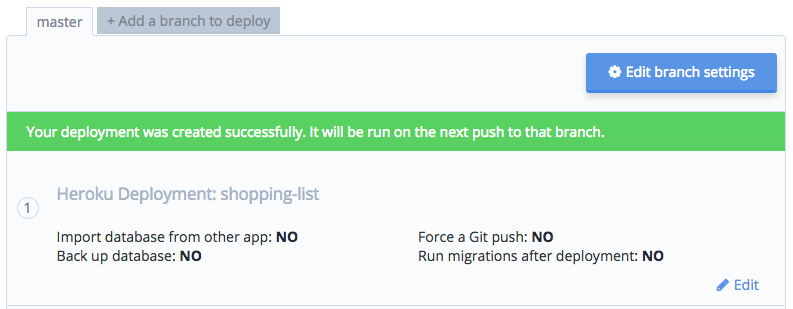 master
+ Add a branch to deploy
Edit branch settings
Your deployment was created successfully. It will be run on the next push to that branch.
1
Heroku Deployment: shopping-list
Import database from other app: NO
Force a Git push: NO
Back up database: NO
Run migrations after deployment: NO
Edit